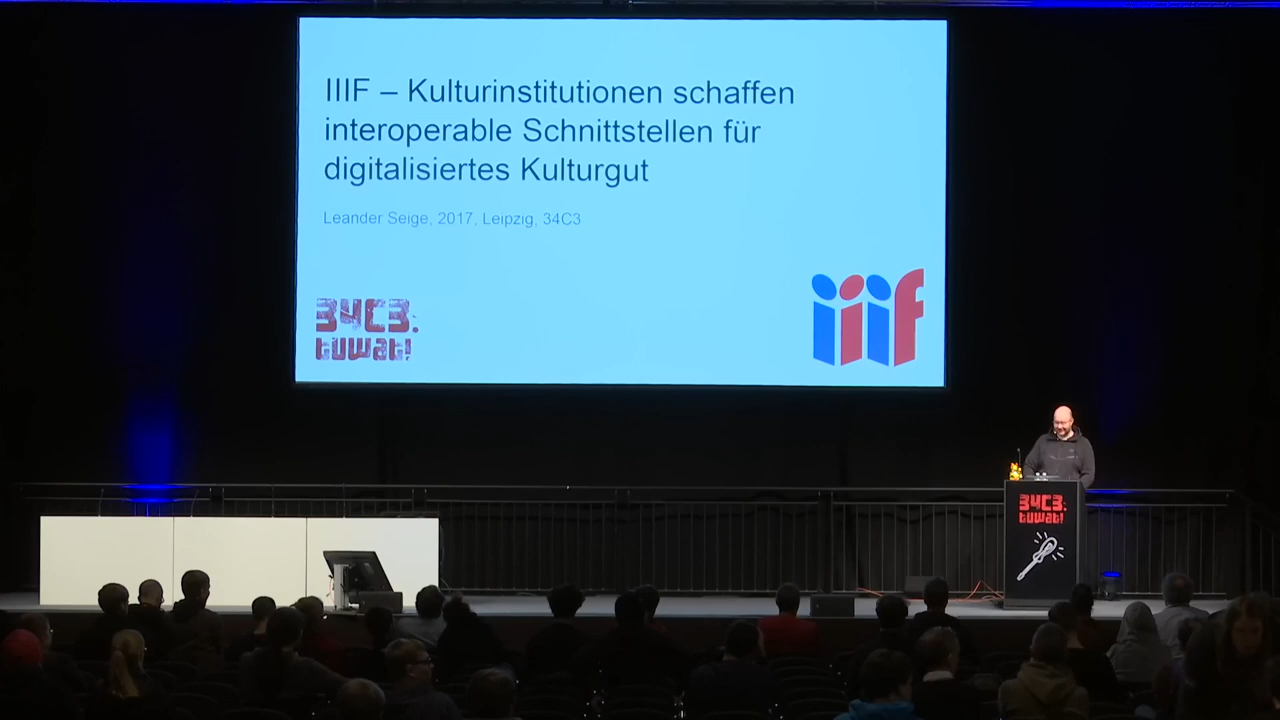 IIIF – Kulturinstitutionen schaffen
interoperable Schnittstellen für
digitalisiertes Kulturgut
Leander Seige, 2017, Leipzig, 34C3
34C3.
tuwat!
iiif
34C3.
tuwat!